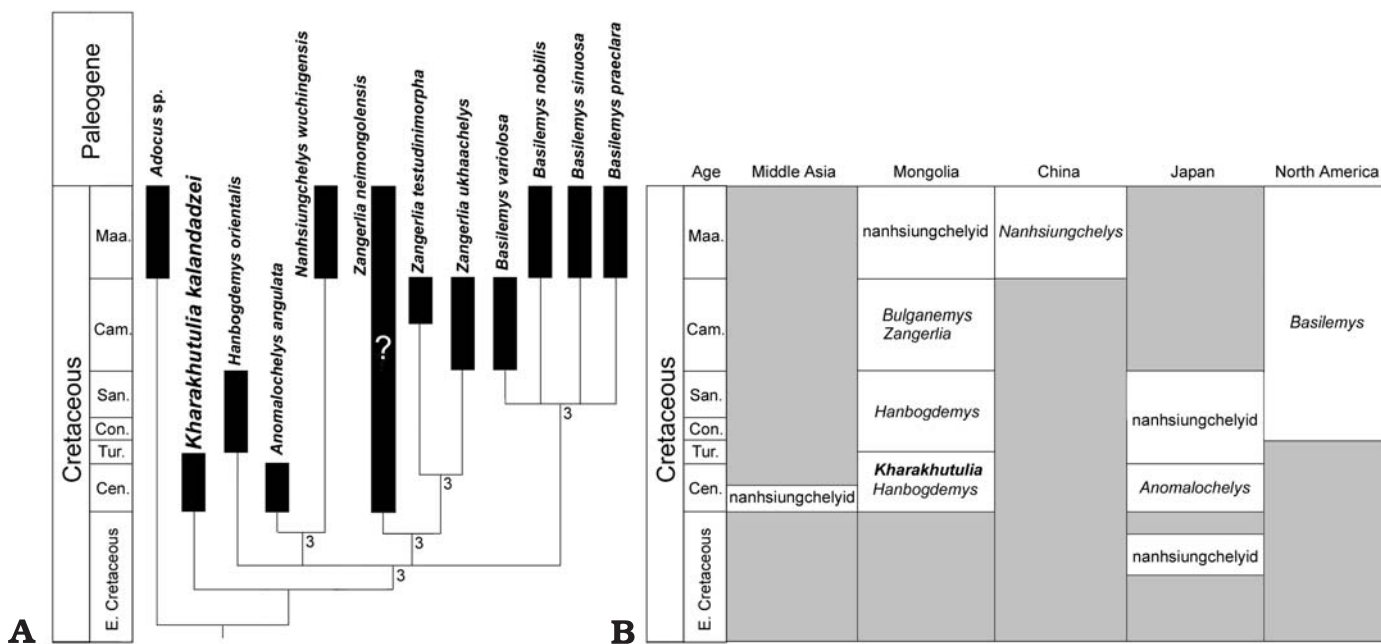 Paleogene
Cretaceous
Maa.
Cam.
San.
Con.
Tur.
Cen.
E. Cretaceous
Adocus sp.
Kharakhutulia kalandadzei
Hanbogdemys orientalis
Anomalochelys angulata
Nanhsiungchelys wuchingensis
Zangerlia neimongolensis
Zangerlia testudinimorpha
Zangerlia ukhaachelys
Basilemys variolosa
Basilemys nobilis
Basilemys sinuosa
Basilemys praeclara
?
3
3
3
3
3
A
Age
Middle Asia
Mongolia
China
Japan
North America
Cretaceous
Maa.
nanhsiungchelyid
Nanhsiungchelys
Cam.
Bulganemys
Zangerlia
Basilemys
San.
Con.
Hanbogdemys
nanhsiungchelyid
Tur.
Cen.
nanhsiungchelyid
Kharakhutulia
Hanbogdemys
Anomalochelys
E. Cretaceous
nanhsiungchelyid
B